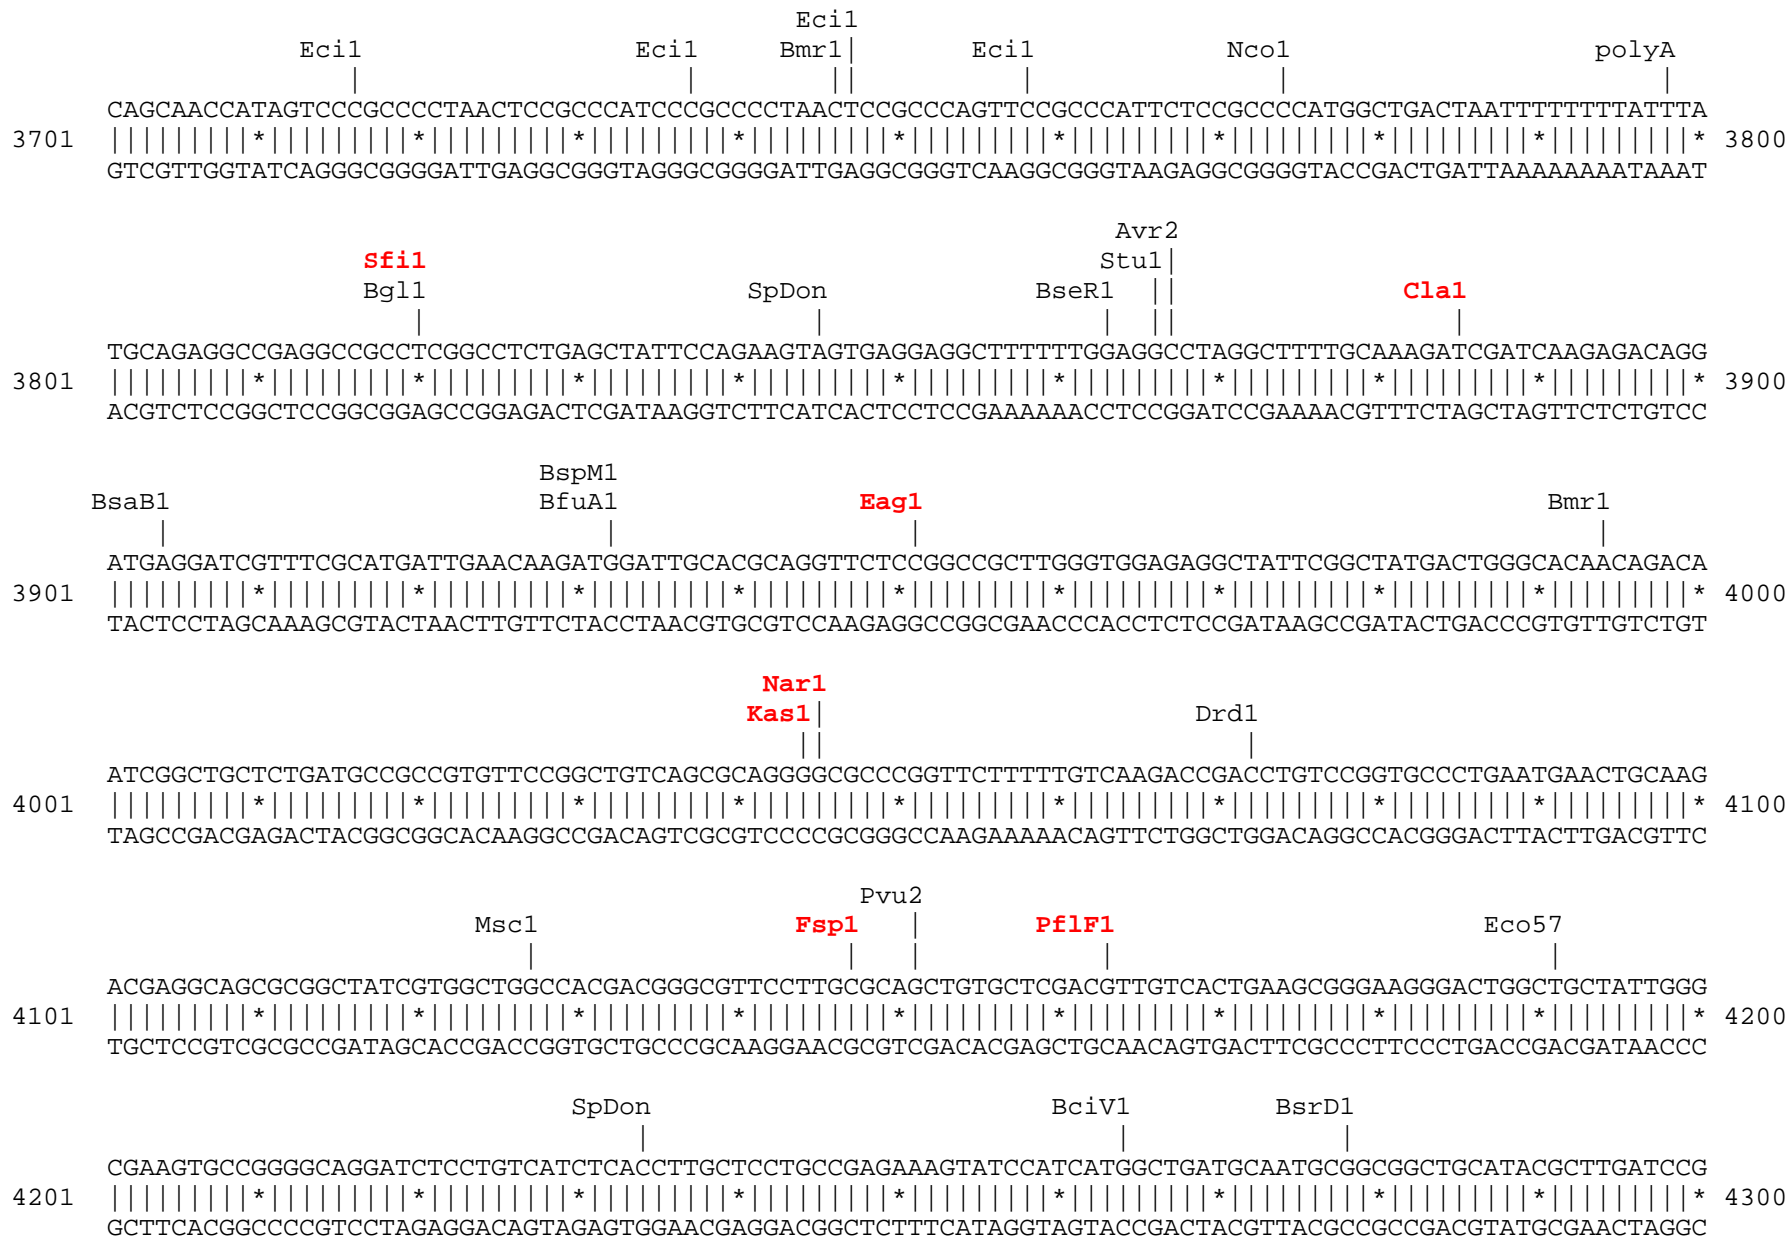 Eci1
Eci1 Eci1 Bmr1| Eci1 Nco1 polyA
| | || | | |
CAGCAACCATAGTCCCGCCCCTAACTCCGCCCATCCCGCCCCTAACTCCGCCCAGTTCCGCCCATTCTCCGCCCCATGGCTGACTAATTTTTTTTATTTA
3701 |||||||||*|||||||||*|||||||||*|||||||||*|||||||||*|||||||||*|||||||||*|||||||||*|||||||||*|||||||||* 3800
GTCGTTGGTATCAGGGCGGGGATTGAGGCGGGTAGGGCGGGGATTGAGGCGGGTCAAGGCGGGTAAGAGGCGGGGTACCGACTGATTAAAAAAAATAAAT
Avr2
Sfi1 Stu1|
Bgl1 SpDon BseR1 || Cla1
| | | || |
TGCAGAGGCCGAGGCCGCCTCGGCCTCTGAGCTATTCCAGAAGTAGTGAGGAGGCTTTTTTGGAGGCCTAGGCTTTTGCAAAGATCGATCAAGAGACAGG
3801 |||||||||*|||||||||*|||||||||*|||||||||*|||||||||*|||||||||*|||||||||*|||||||||*|||||||||*|||||||||* 3900
ACGTCTCCGGCTCCGGCGGAGCCGGAGACTCGATAAGGTCTTCATCACTCCTCCGAAAAAACCTCCGGATCCGAAAACGTTTCTAGCTAGTTCTCTGTCC
BspM1
BsaB1 BfuA1 Eag1 Bmr1
| | | |
ATGAGGATCGTTTCGCATGATTGAACAAGATGGATTGCACGCAGGTTCTCCGGCCGCTTGGGTGGAGAGGCTATTCGGCTATGACTGGGCACAACAGACA
3901 |||||||||*|||||||||*|||||||||*|||||||||*|||||||||*|||||||||*|||||||||*|||||||||*|||||||||*|||||||||* 4000
TACTCCTAGCAAAGCGTACTAACTTGTTCTACCTAACGTGCGTCCAAGAGGCCGGCGAACCCACCTCTCCGATAAGCCGATACTGACCCGTGTTGTCTGT
Nar1
Kas1| Drd1
|| |
ATCGGCTGCTCTGATGCCGCCGTGTTCCGGCTGTCAGCGCAGGGGCGCCCGGTTCTTTTTGTCAAGACCGACCTGTCCGGTGCCCTGAATGAACTGCAAG
4001 |||||||||*|||||||||*|||||||||*|||||||||*|||||||||*|||||||||*|||||||||*|||||||||*|||||||||*|||||||||* 4100
TAGCCGACGAGACTACGGCGGCACAAGGCCGACAGTCGCGTCCCCGCGGGCCAAGAAAAACAGTTCTGGCTGGACAGGCCACGGGACTTACTTGACGTTC
Pvu2
Msc1 Fsp1 | PflF1 Eco57
| | | | |
ACGAGGCAGCGCGGCTATCGTGGCTGGCCACGACGGGCGTTCCTTGCGCAGCTGTGCTCGACGTTGTCACTGAAGCGGGAAGGGACTGGCTGCTATTGGG
4101 |||||||||*|||||||||*|||||||||*|||||||||*|||||||||*|||||||||*|||||||||*|||||||||*|||||||||*|||||||||* 4200
TGCTCCGTCGCGCCGATAGCACCGACCGGTGCTGCCCGCAAGGAACGCGTCGACACGAGCTGCAACAGTGACTTCGCCCTTCCCTGACCGACGATAACCC
SpDon BciV1 BsrD1
| | |
CGAAGTGCCGGGGCAGGATCTCCTGTCATCTCACCTTGCTCCTGCCGAGAAAGTATCCATCATGGCTGATGCAATGCGGCGGCTGCATACGCTTGATCCG
4201 |||||||||*|||||||||*|||||||||*|||||||||*|||||||||*|||||||||*|||||||||*|||||||||*|||||||||*|||||||||* 4300
GCTTCACGGCCCCGTCCTAGAGGACAGTAGAGTGGAACGAGGACGGCTCTTTCATAGGTAGTACCGACTACGTTACGCCGCCGACGTATGCGAACTAGGC